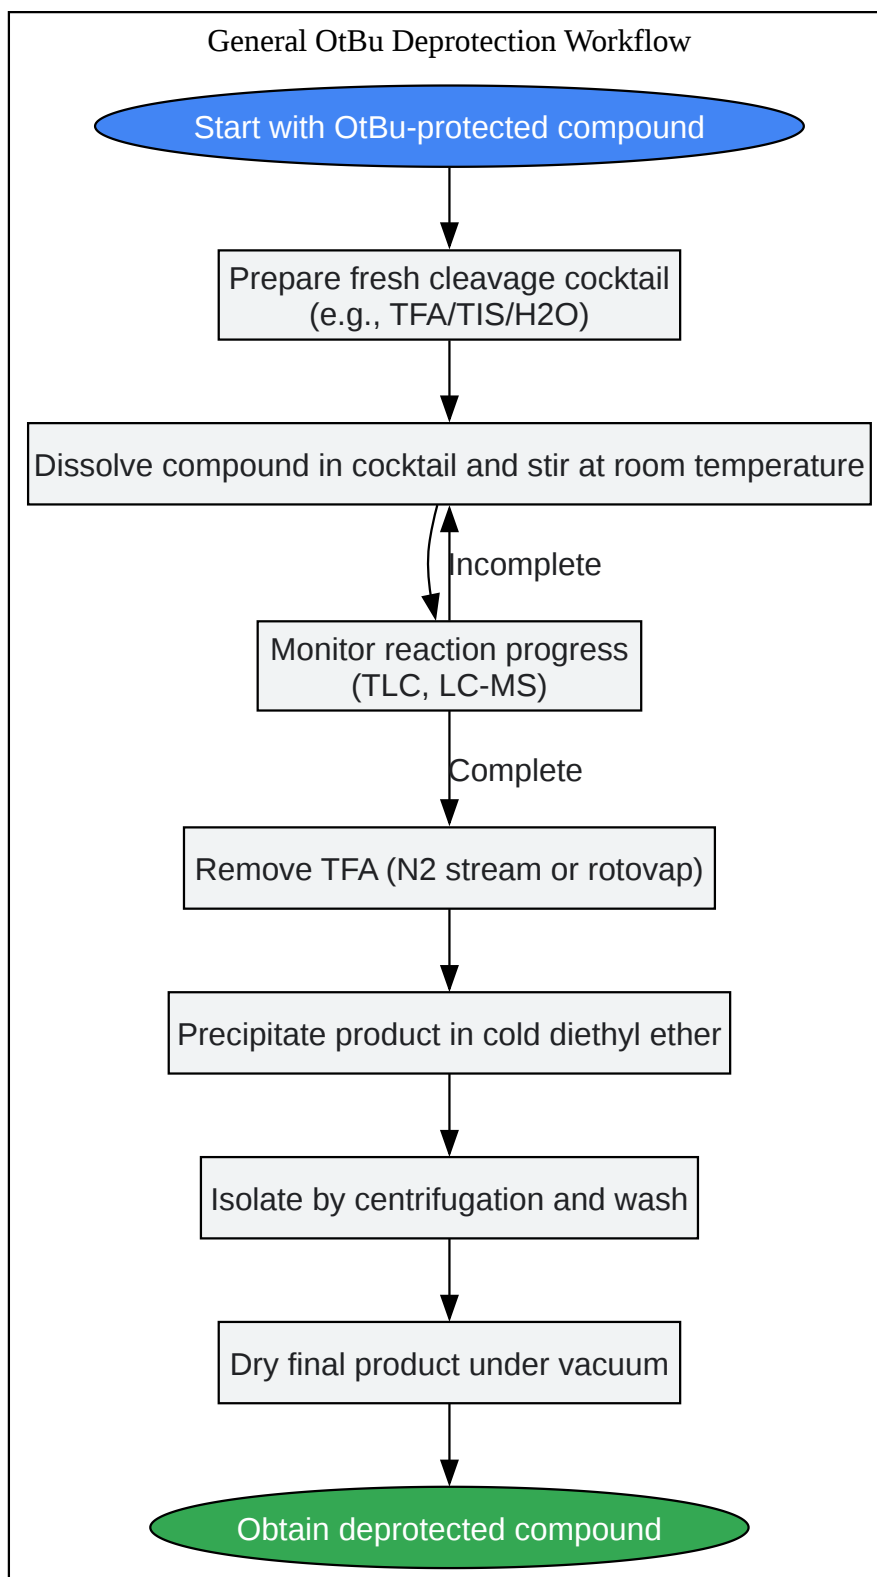 General OtBu Deprotection Workflow
Start with OtBu-protected compound
Prepare fresh cleavage cocktail
(e.g., TFA/TIS/H2O)
Dissolve compound in cocktail and stir at room temperature
Incomplete
Monitor reaction progress
(TLC, LC-MS)
Complete
Remove TFA (N2 stream or rotovap)
Precipitate product in cold diethyl ether
Isolate by centrifugation and wash
Dry final product under vacuum
Obtain deprotected compound